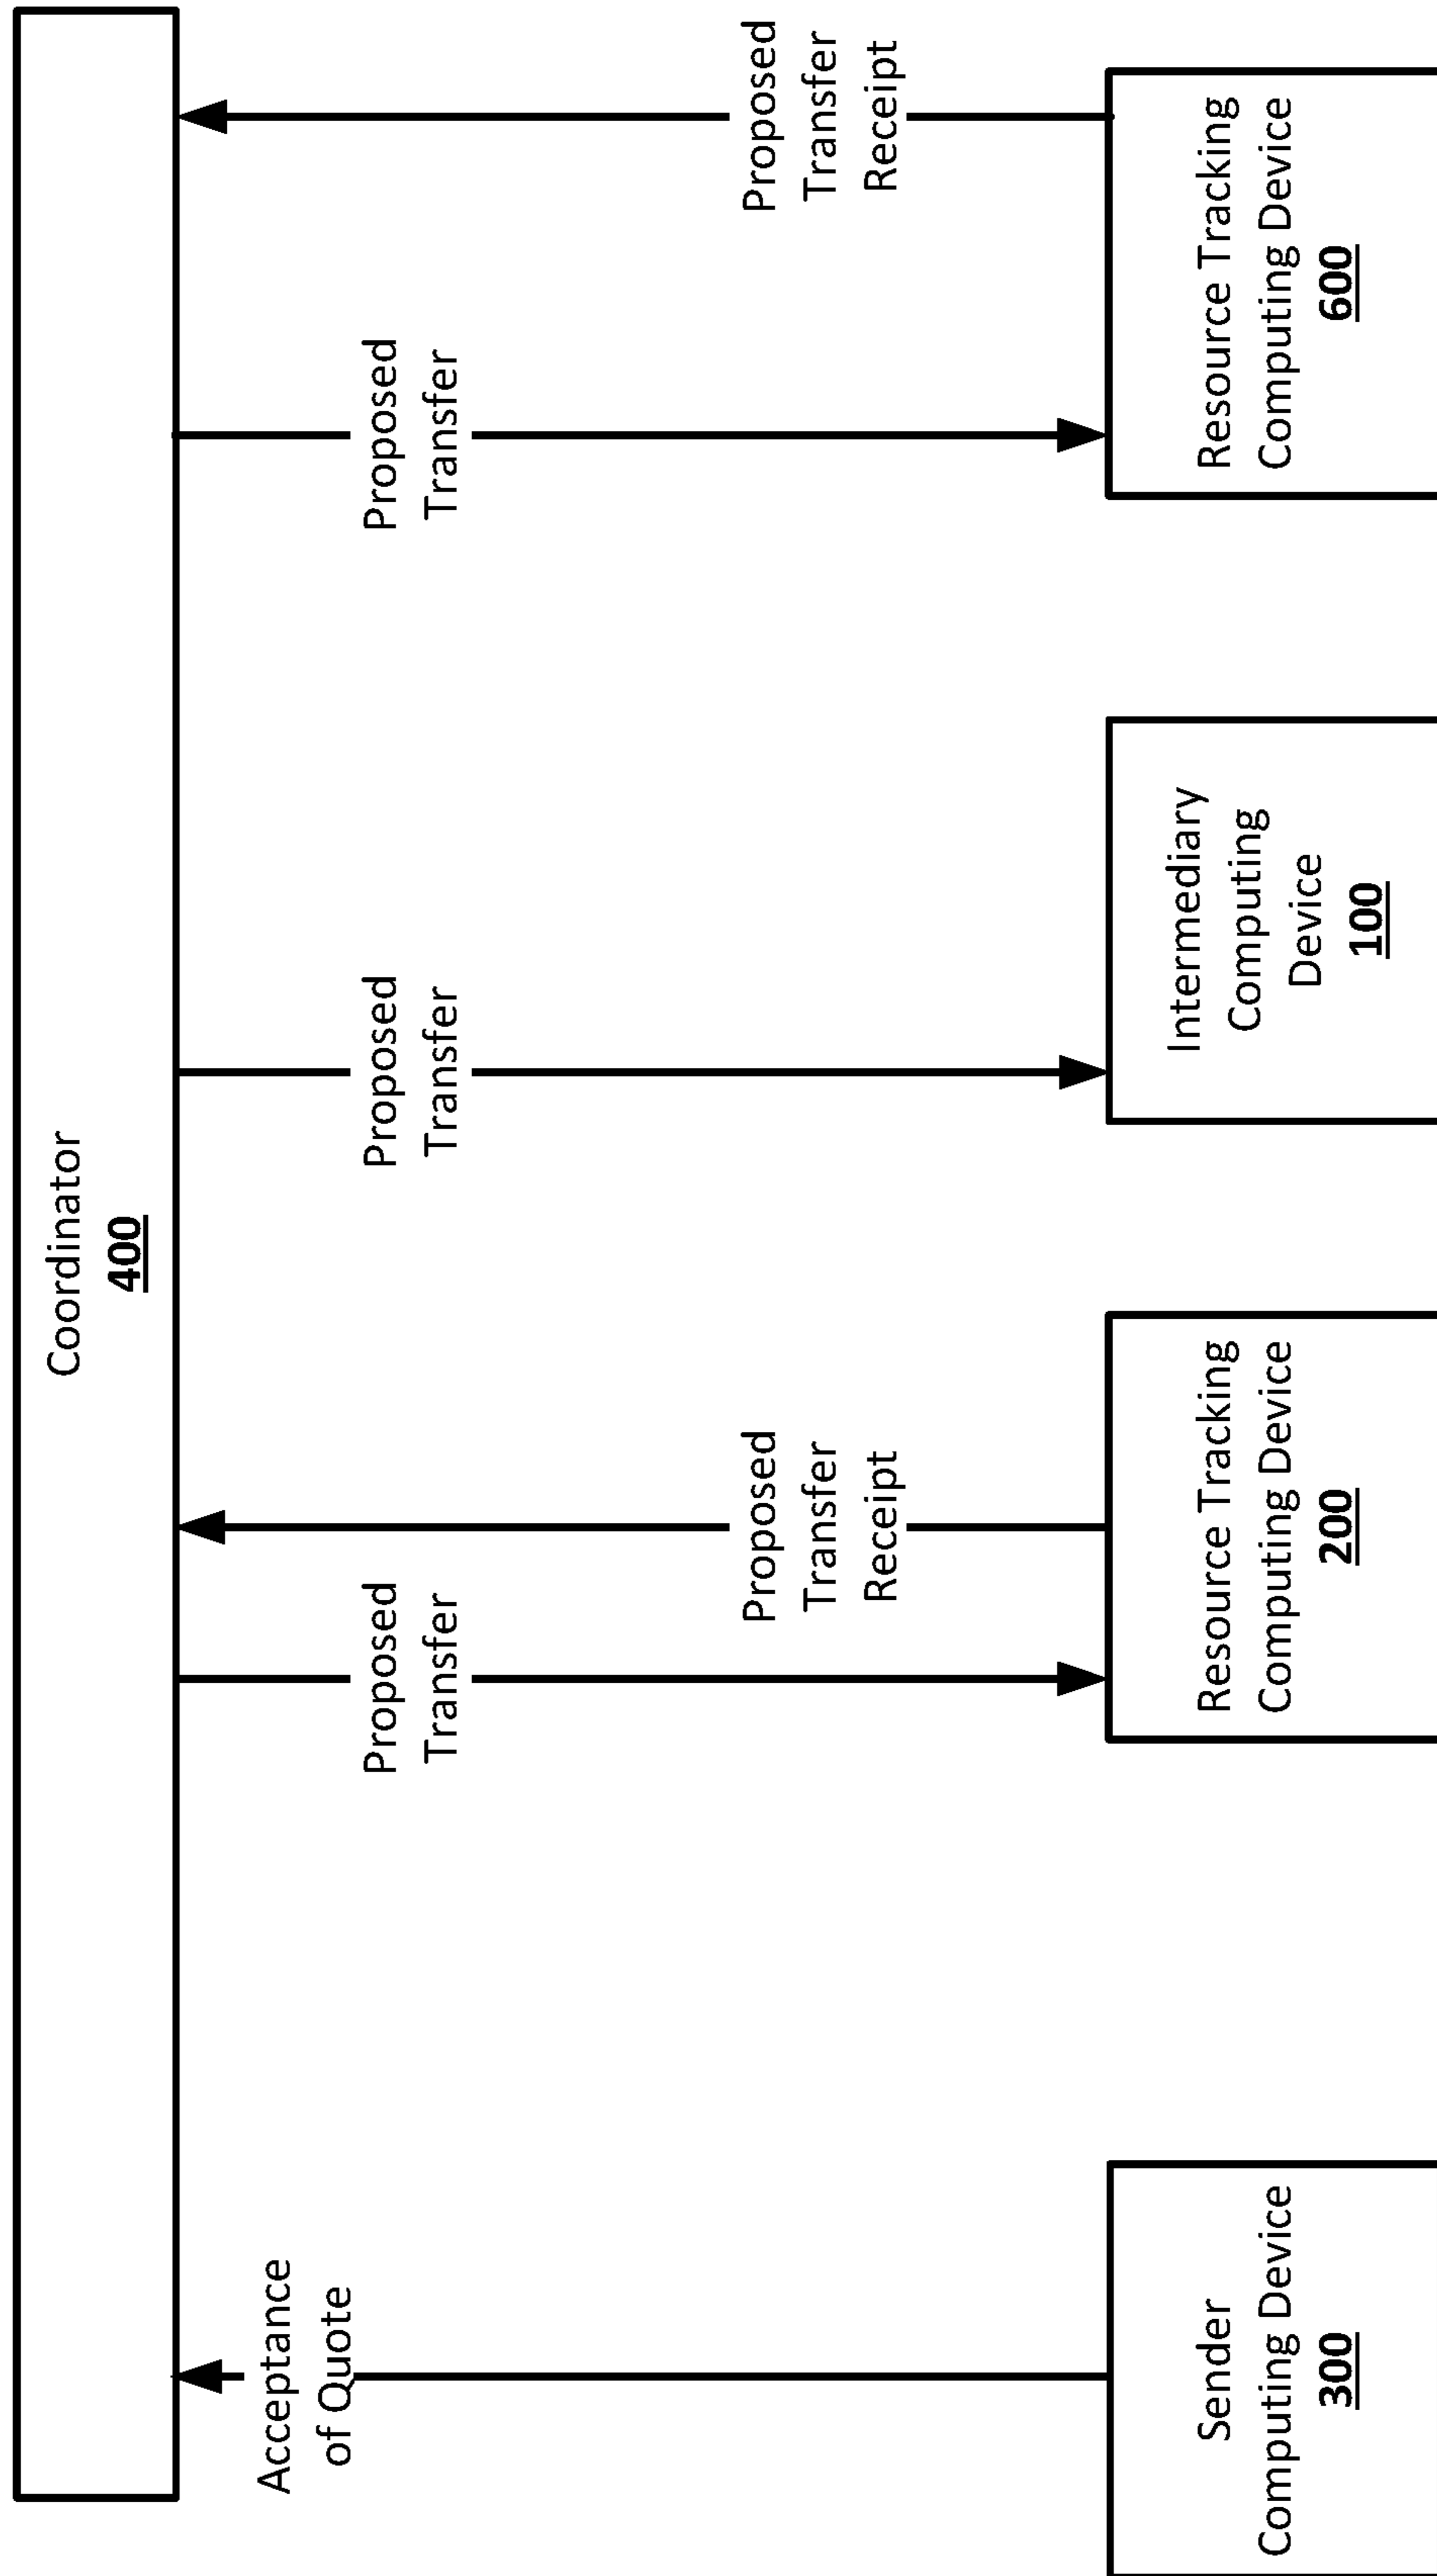 Coordinator
400
Acceptance
of Quote
Proposed
Transfer
Proposed
Transfer
Receipt
Proposed
Transfer
Proposed
Transfer
Proposed
Transfer
Receipt
Sender
Computing Device
300
Resource Tracking
Computing Device
200
Intermediary
Computing
Device
100
Resource Tracking
Computing Device
600